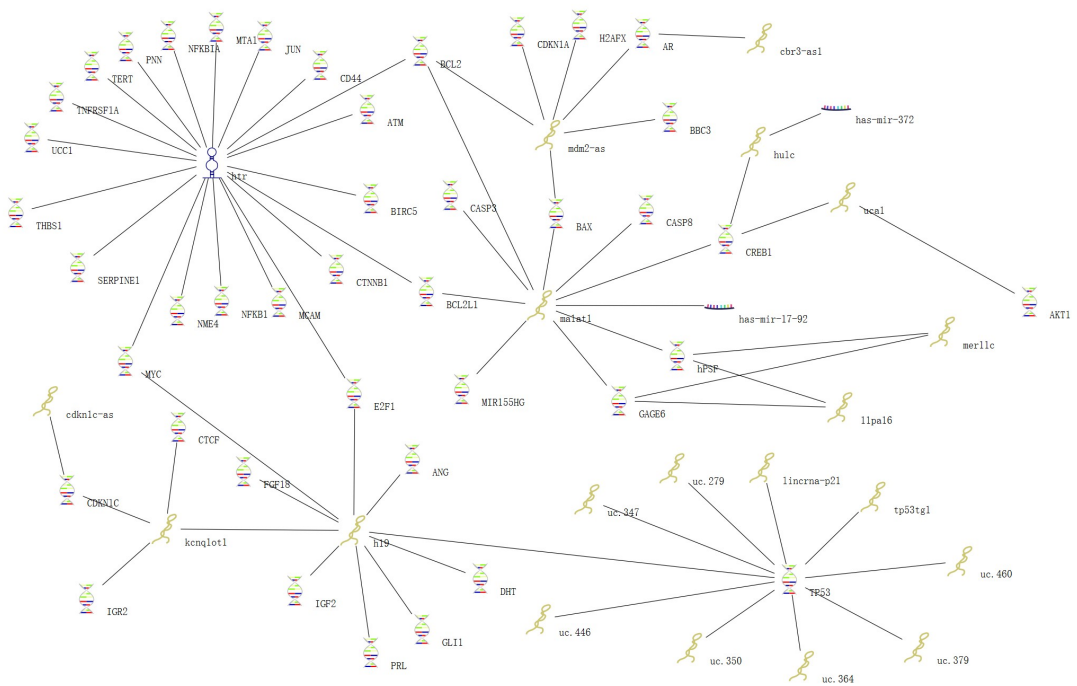 MTA1
JUN
NFKBIA
PNN
TERT
CD44
BCL2
CDKN1A
H2AFX
AR
cbr3-as1
TNFRSF1A
ATM
UCC1
mdm2-as
BBC3
has-mir-372
hulc
htr
THBS1
BIRC5
CASP3
BAX
CASP8
CREB1
uca1
SERPINE1
CTNNB1
NME4
NFKB1
MCAM
BCL2L1
malat1
has-mir-17-92
AKT1
MYC
hPSF
merllc
cdkn1c-as
E2F1
MIR155HG
GAGE6
llpa16
CTCF
FGF18
ANG
uc.279
lincrna-p21
CDKN1C
uc.347
tp53tg1
kcnqlot1
h19
IGR2
IGF2
DHT
TP53
uc.460
uc.446
GLI1
PRL
uc.350
uc.364
uc.379